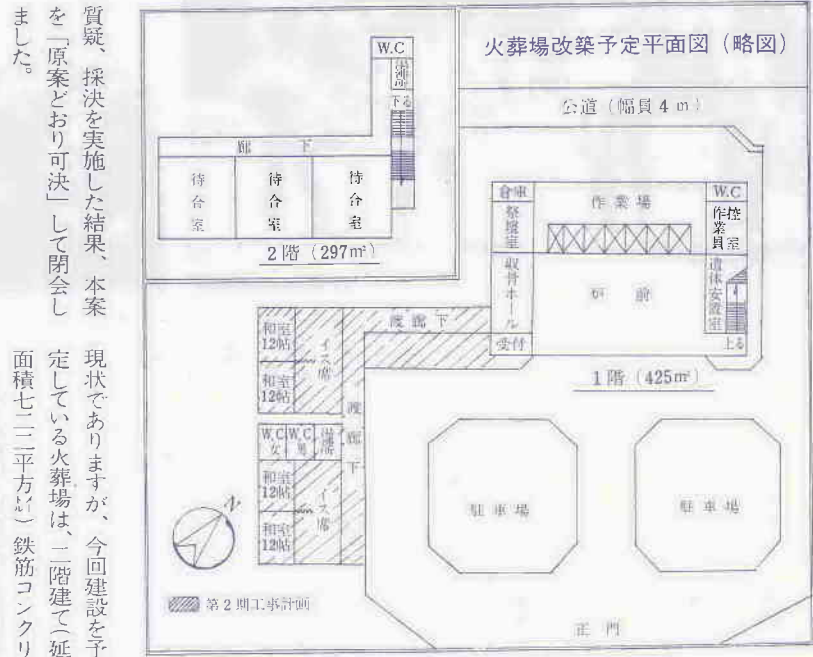 火葬場改築予定平面図（略図）
公道（幅員4m）
W.C
湯沸所
下る
廊下
待合室
待合室
待合室
2階（297㎡）
倉庫
作業場
W.C
祭壇室
作業員控室
収骨ホール
炉前
遺体安置室
受付
上る
1階（425㎡）
渡廊下
和室12帖
イス席
和室12帖
渡廊下
W.C女
W.C男
湯沸所
和室12帖
イス席
和室12帖
N
駐車場
駐車場
第2期工事計画
正門
質疑、採決を実施した結果、本案
を「原案どおり可決」して閉会し
ました。
現状でありますが、今回建設を予
定している火葬場は、二階建て（延
面積七二二平方㍍）鉄筋コンクリ